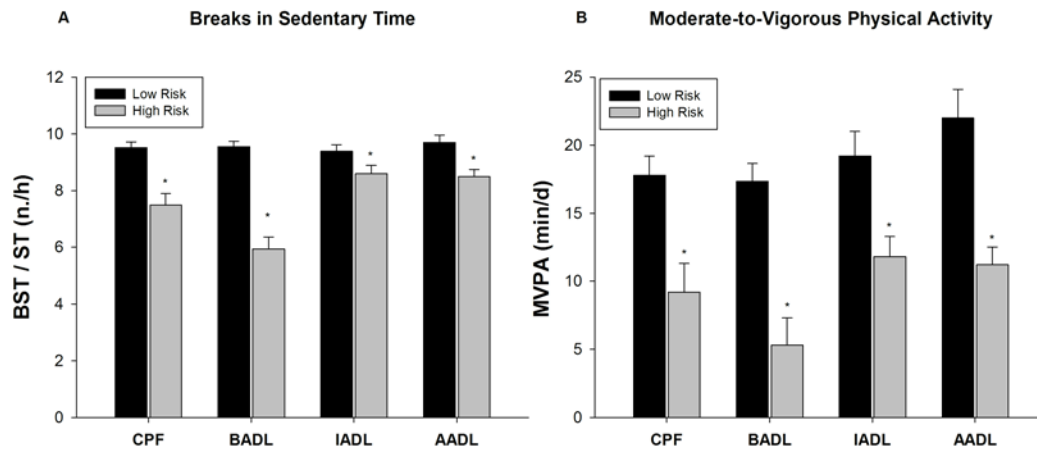 A Breaks in Sedentary Time
BST / ST (n./h)
12
10
8
6
4
2
0
Low Risk
High Risk
*
*
*
*
CPF BADL IADL AADL
B Moderate-to-Vigorous Physical Activity
MVPA (min/d)
25
20
15
10
5
0
Low Risk
High Risk
*
*
*
*
CPF BADL IADL AADL